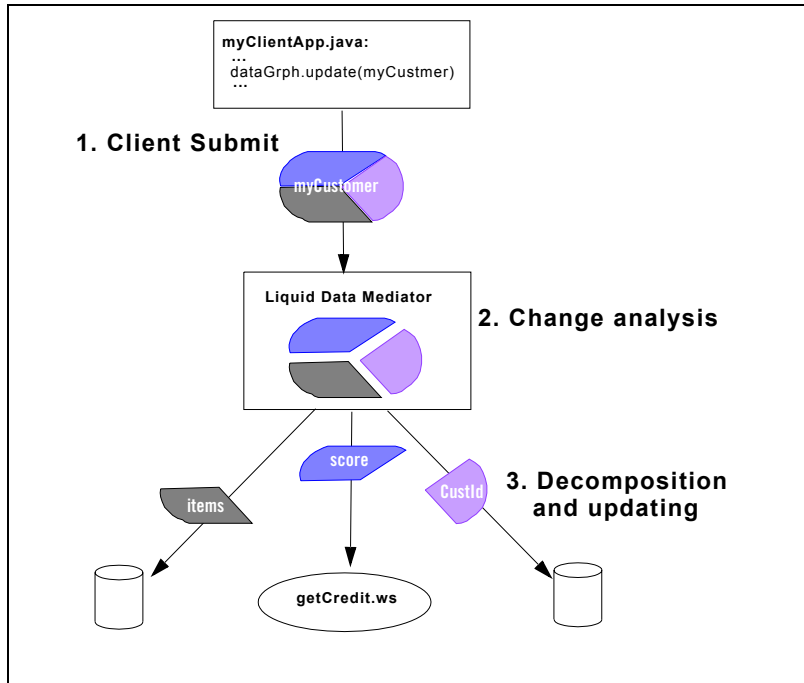 myClientApp.java:
...
dataGrph.update(myCustmer)
...
1. Client Submit
myCustomer
Liquid Data Mediator
2. Change analysis
score
items
CustId
3. Decomposition
and updating
getCredit.ws